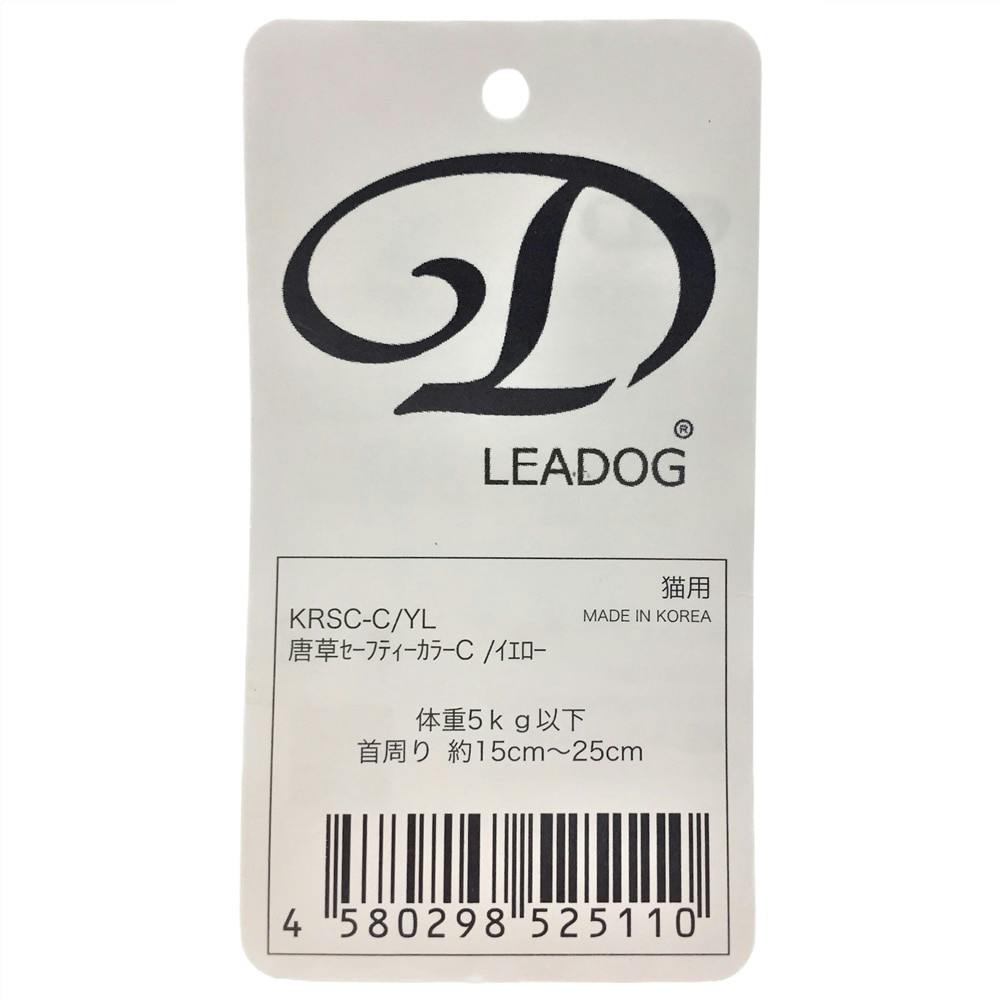 D
LEADOG®
猫用
KRSC-C/YL
MADE IN KOREA
唐草ｾｰﾌﾃｨｰｶﾗｰC /ｲｴﾛｰ
体重5ｋｇ以下
首周り 約15cm～25cm
4 580298 525110